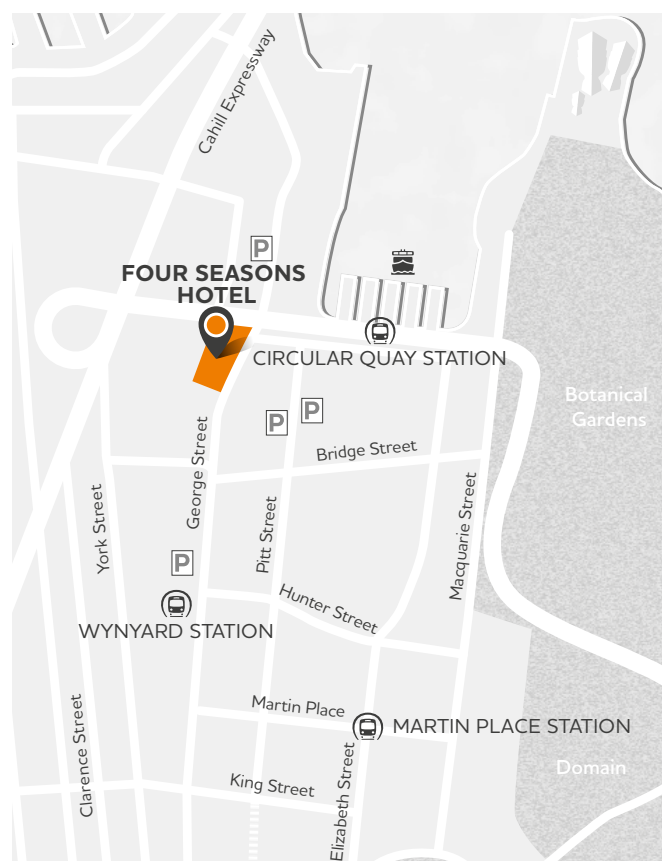 Cahill Expressway
P
FOUR SEASONS
HOTEL
CIRCULAR QUAY STATION
Botanical
Gardens
P
P
Bridge Street
George Street
York Street
Pitt Street
Macquarie Street
P
Hunter Street
WYNYARD STATION
Martin Place
MARTIN PLACE STATION
Clarence Street
King Street
Elizabeth Street
Domain